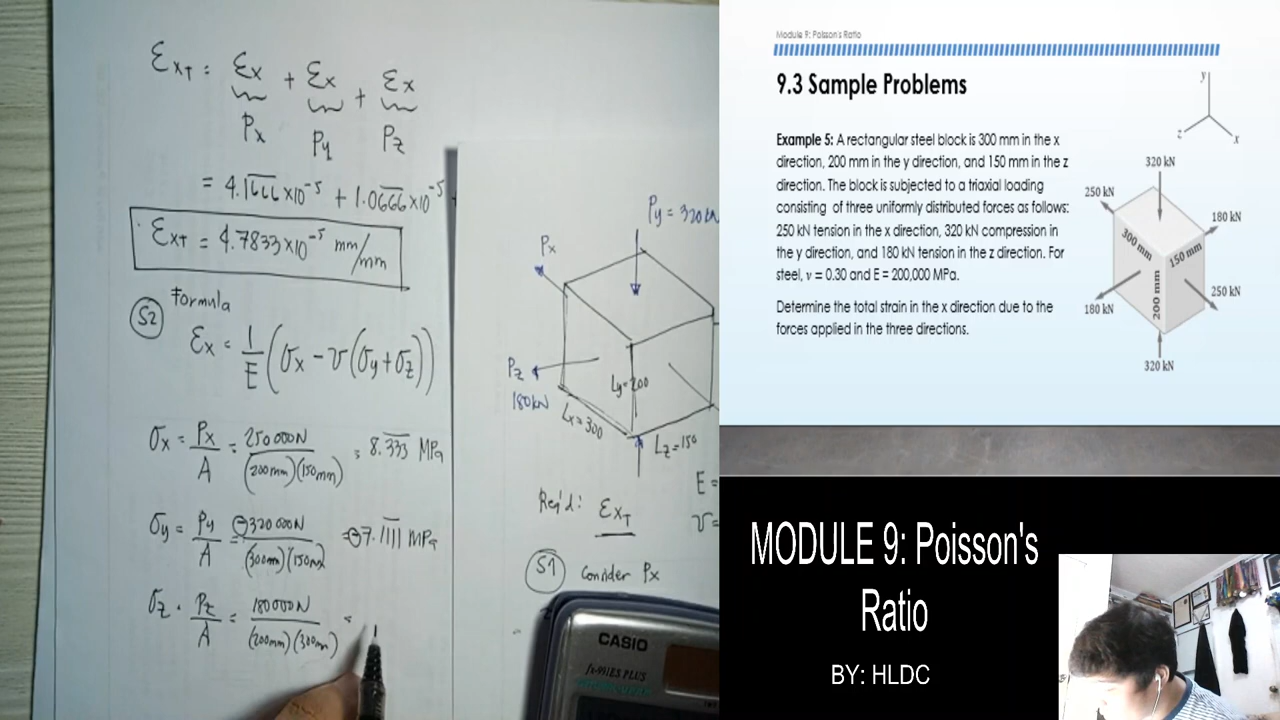 εxT = εx + εx + εx
Px Py Pz
= 4.1666×10⁻⁵ + 1.0666×10⁻⁵ +
εxT = 4.7833×10⁻⁵ mm/mm
S2 Formula
εx = 1/E (σx − ν(σy+σz))
σx = Px/A = 250000N/(200mm)(150mm) = 8.333 MPa
σy = Py/A = −320000N/(300mm)(150m = −7.1111 MPa
σz = Pz/A = 180000N/(200mm)(300mm) =
Py = 320kN
Px
Pz
180kN
Ly=200
Lx=300
Lz=150
E =
ν =
Req'd: εxT
S1 Consider Px
CASIO
fx-991ES PLUS
Module 9: Poisson's Ratio
9.3 Sample Problems
Example 5: A rectangular steel block is 300 mm in the x
direction, 200 mm in the y direction, and 150 mm in the z
direction. The block is subjected to a triaxial loading
consisting of three uniformly distributed forces as follows:
250 kN tension in the x direction, 320 kN compression in
the y direction, and 180 kN tension in the z direction. For
steel, v = 0.30 and E = 200,000 MPa.
Determine the total strain in the x direction due to the
forces applied in the three directions.
y
z
x
320 kN
250 kN
180 kN
300 mm
150 mm
200 mm
250 kN
180 kN
320 kN
MODULE 9: Poisson's
Ratio
BY: HLDC